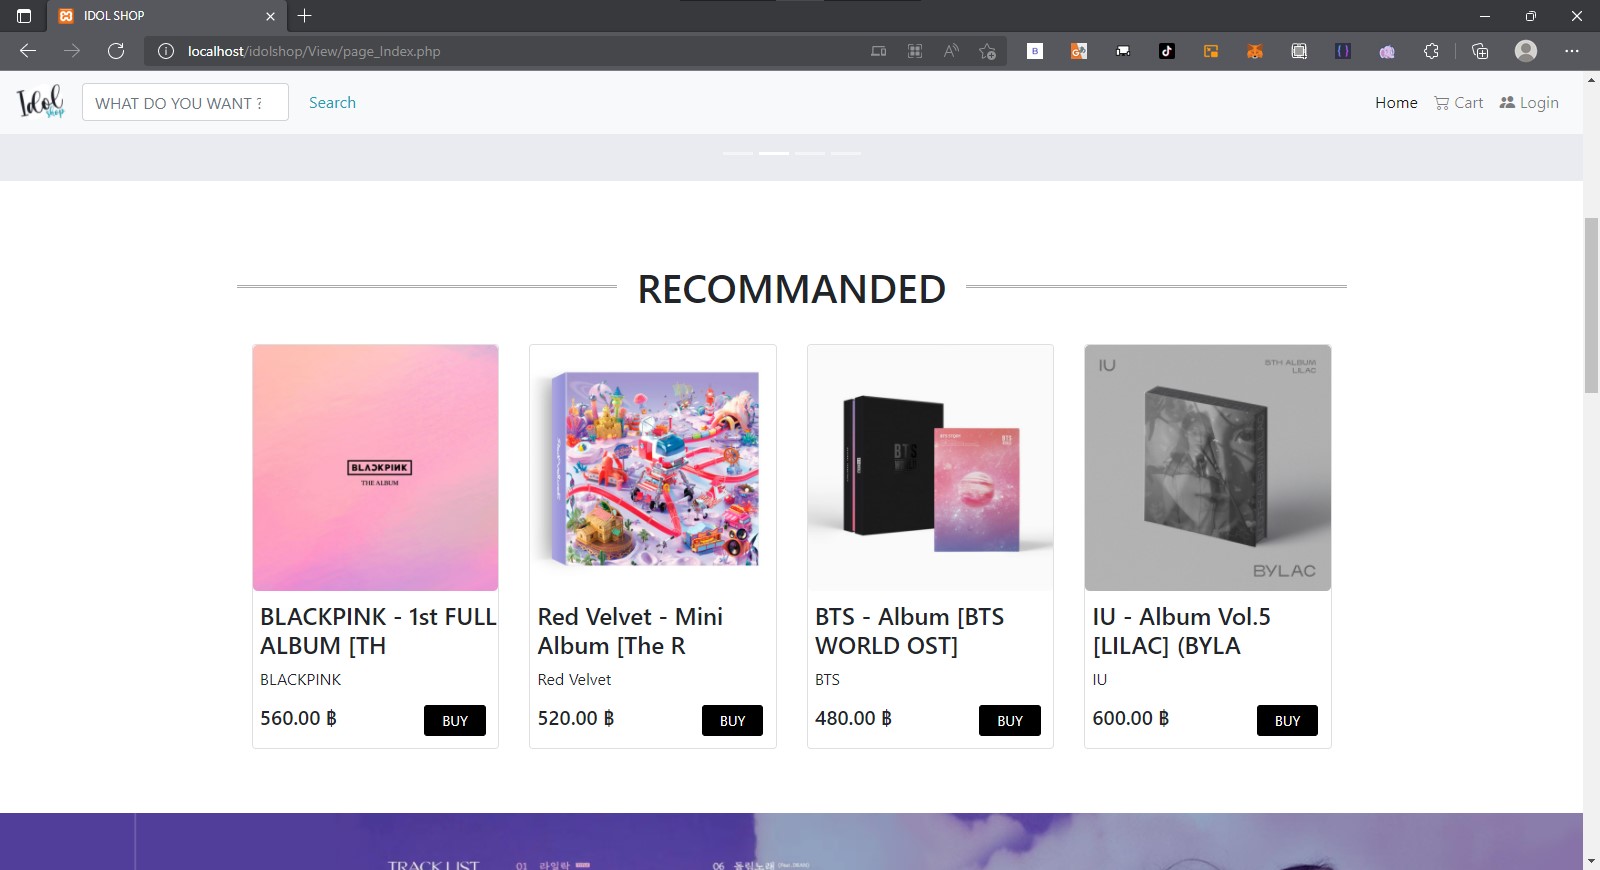 IDOL SHOP
localhost/idolshop/View/page_Index.php
Idol
shop
WHAT DO YOU WANT ?
Search
Home
Cart
Login
RECOMMANDED
BLACKPINK
THE ALBUM
BTS
BTS
IU
5TH ALBUM
LILAC
BYLAC
BLACKPINK - 1st FULL
ALBUM [TH
BLACKPINK
560.00 ฿
BUY
Red Velvet - Mini
Album [The R
Red Velvet
520.00 ฿
BUY
BTS - Album [BTS
WORLD OST]
BTS
480.00 ฿
BUY
IU - Album Vol.5
[LILAC] (BYLA
IU
600.00 ฿
BUY
TRACK LIST
01 라일락
06 돌림노래